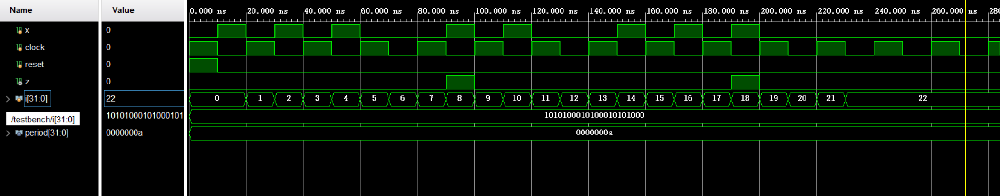 Name Value 0.000 ns 20.000 ns 40.000 ns 60.000 ns 80.000 ns 100.000 ns 120.000 ns 140.000 ns 160.000 ns 180.000 ns 200.000 ns 220.000 ns 240.000 ns 260.000 ns 280
x 0
clock 0
reset 0
z 0
i[31:0] 22 0 1 2 3 4 5 6 7 8 9 10 11 12 13 14 15 16 17 18 19 20 21 22
/testbench/i[31:0] 10101000101000101 1010100010100010101000
period[31:0] 0000000a 0000000a